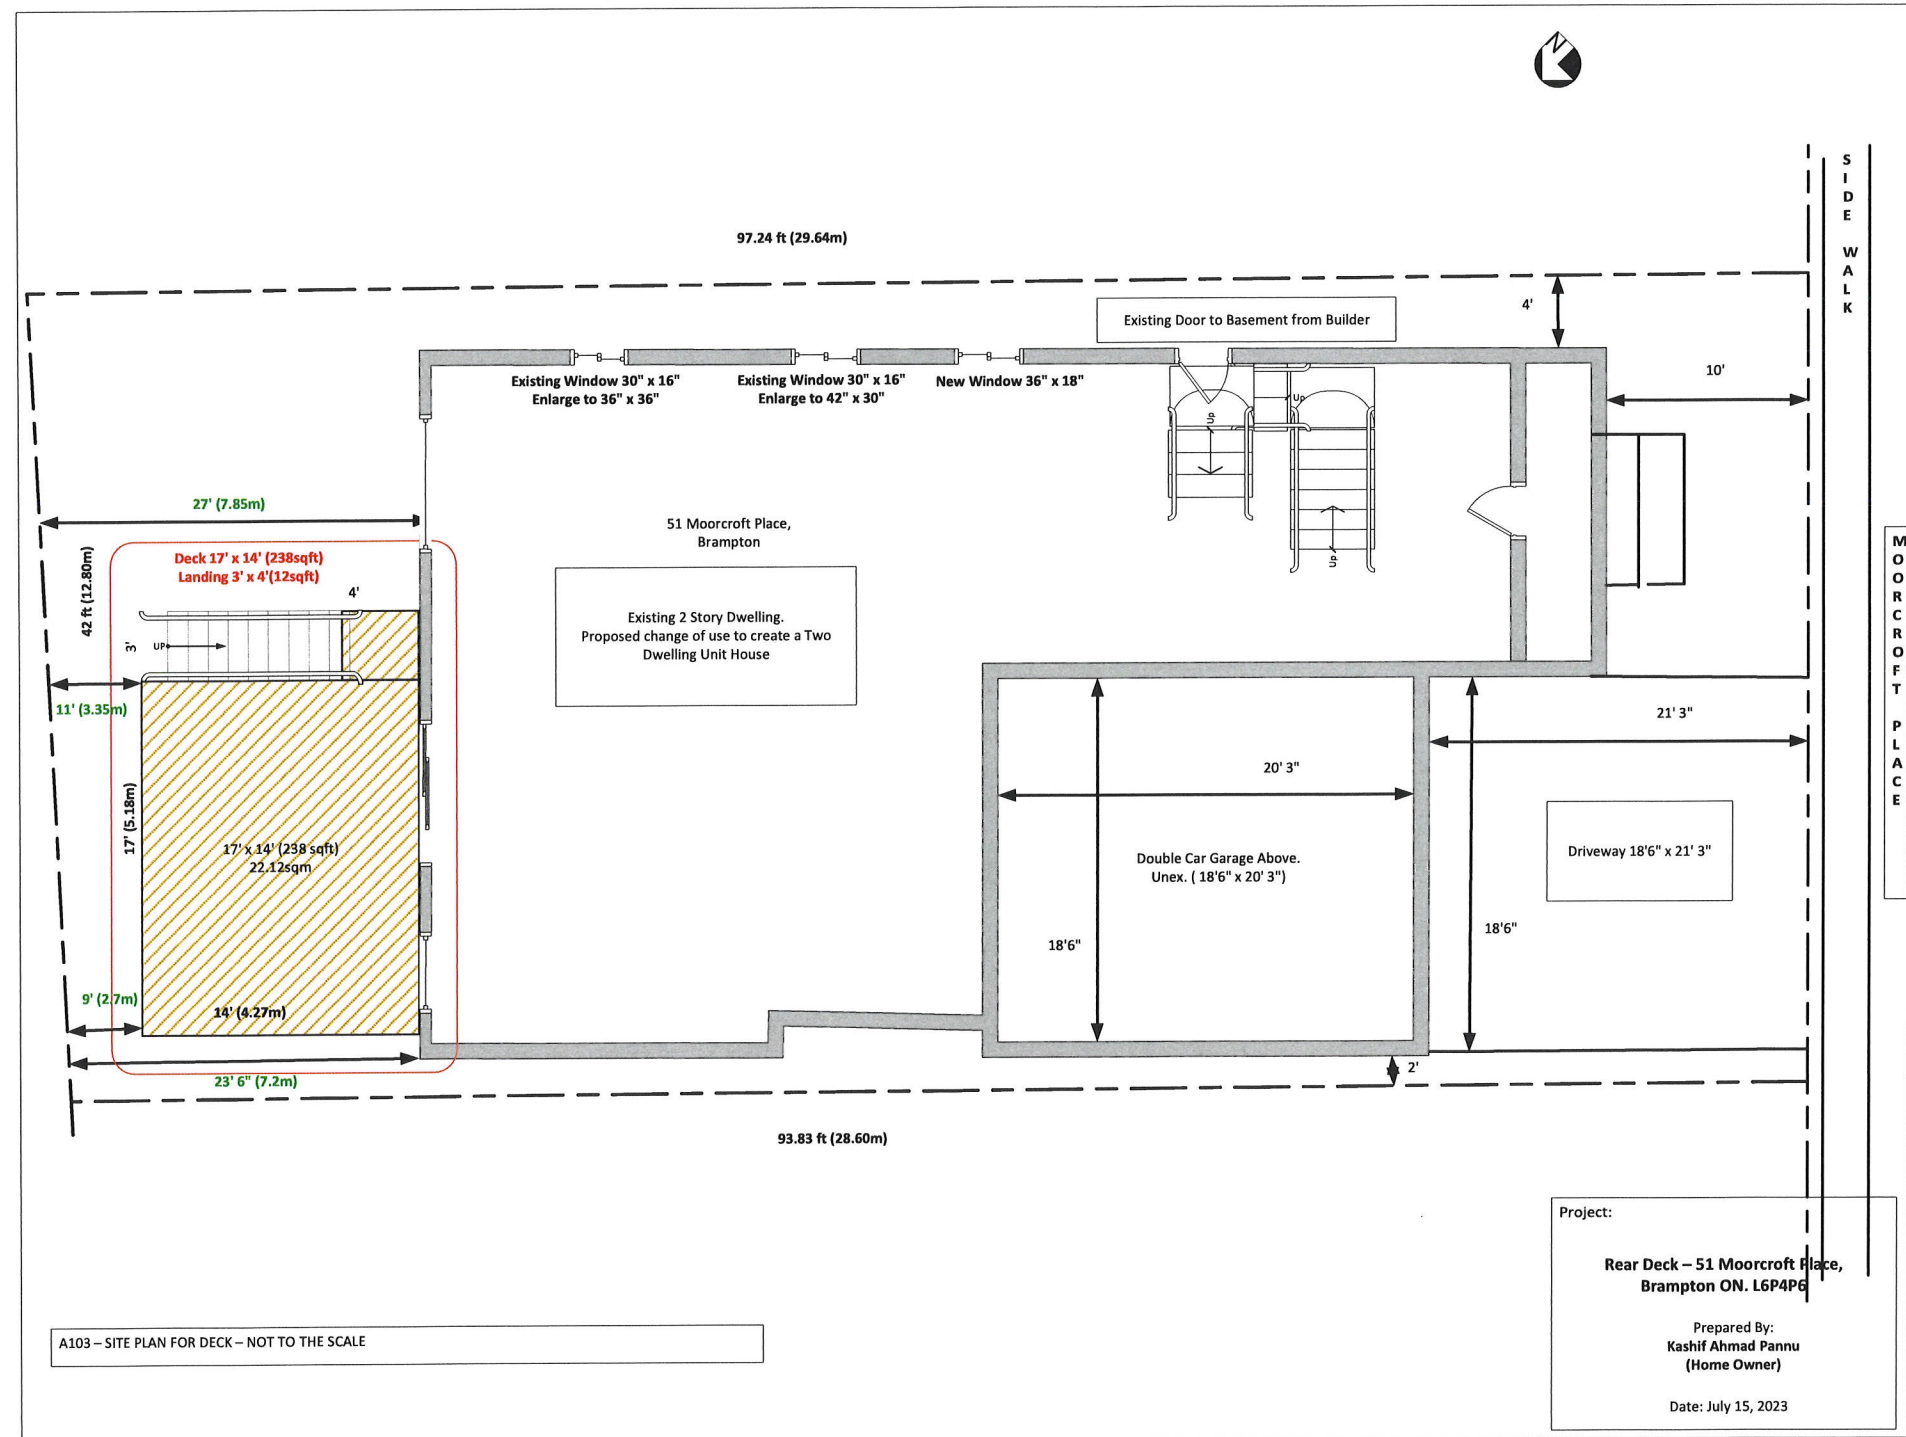 N
SIDE WALK
97.24 ft (29.64m)
4'
Existing Door to Basement from Builder
10'
Existing Window 30" x 16"
Enlarge to 36" x 36"
Existing Window 30" x 16"
Enlarge to 42" x 30"
New Window 36" x 18"
Up
Up
Up
27' (7.85m)
51 Moorcroft Place,
Brampton
MOORCROFT PLACE
Deck 17' x 14' (238sqft)
Landing 3' x 4'(12sqft)
42 ft (12.80m)
4'
3'
UP
Existing 2 Story Dwelling.
Proposed change of use to create a Two
Dwelling Unit House
11' (3.35m)
21' 3"
20' 3"
17' (5.18m)
17' x 14' (238 sqft)
22.12sqm
Double Car Garage Above.
Unex. ( 18'6" x 20' 3")
Driveway 18'6" x 21' 3"
18'6"
18'6"
9' (2.7m)
14' (4.27m)
23' 6" (7.2m)
2'
93.83 ft (28.60m)
Project:
Rear Deck – 51 Moorcroft Place,
Brampton ON. L6P4P6
Prepared By:
Kashif Ahmad Pannu
(Home Owner)
Date: July 15, 2023
A103 – SITE PLAN FOR DECK – NOT TO THE SCALE